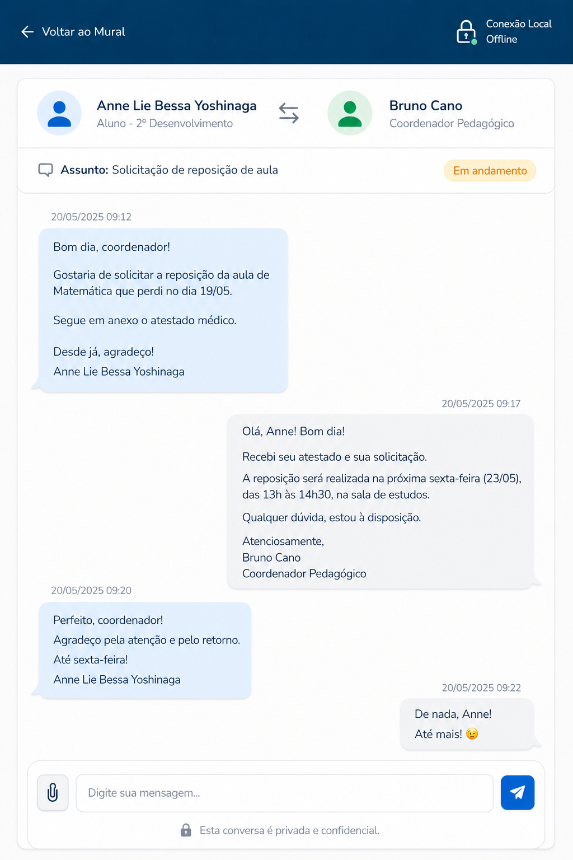 Voltar ao Mural
Conexão Local
Offline
Anne Lie Bessa Yoshinaga
Aluno - 2º Desenvolvimento
Bruno Cano
Coordenador Pedagógico
Assunto: Solicitação de reposição de aula
Em andamento
20/05/2025 09:12
Bom dia, coordenador!
Gostaria de solicitar a reposição da aula de
Matemática que perdi no dia 19/05.
Segue em anexo o atestado médico.
Desde já, agradeço!
Anne Lie Bessa Yoshinaga
20/05/2025 09:17
Olá, Anne! Bom dia!
Recebi seu atestado e sua solicitação.
A reposição será realizada na próxima sexta-feira (23/05),
das 13h às 14h30, na sala de estudos.
Qualquer dúvida, estou à disposição.
Atenciosamente,
Bruno Cano
Coordenador Pedagógico
20/05/2025 09:20
Perfeito, coordenador!
Agradeço pela atenção e pelo retorno.
Até sexta-feira!
Anne Lie Bessa Yoshinaga
20/05/2025 09:22
De nada, Anne!
Até mais! 😉
Digite sua mensagem...
Esta conversa é privada e confidencial.